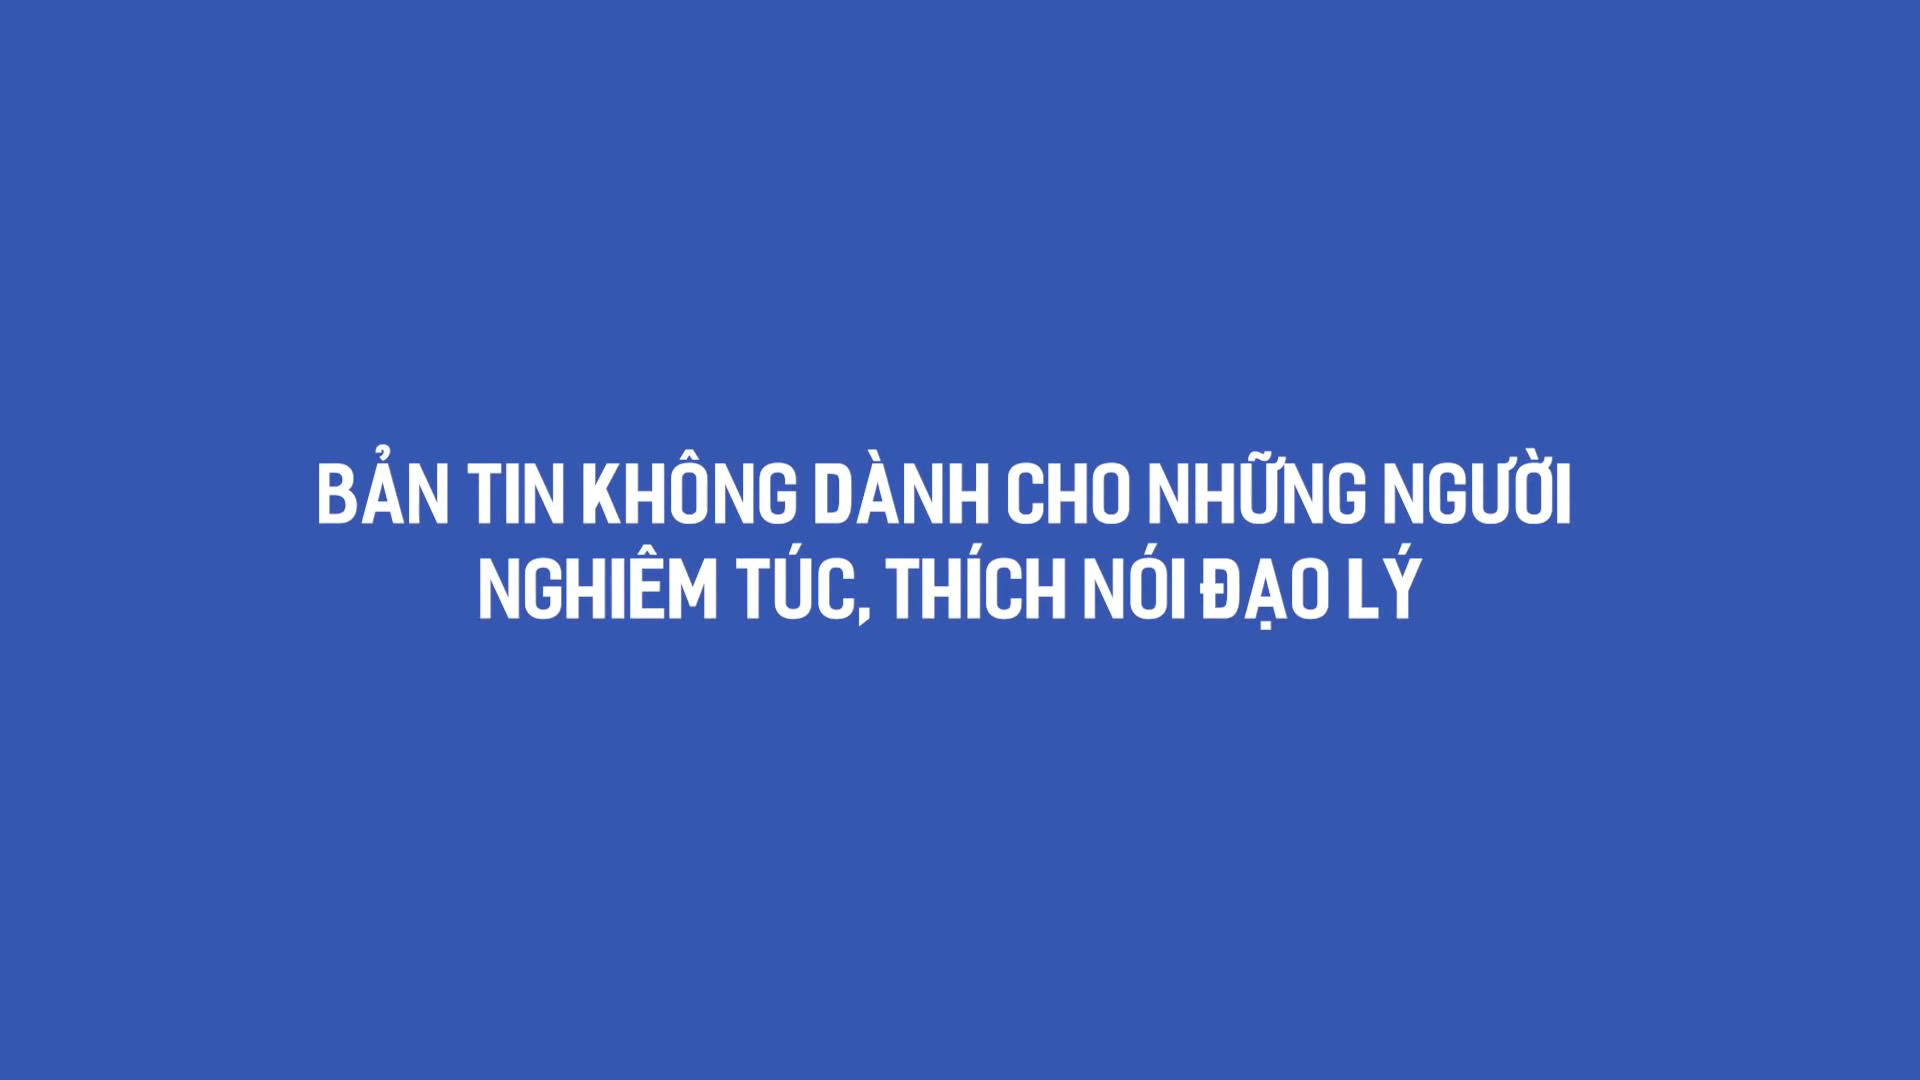 BẢN TIN KHÔNG DÀNH CHO NHỮNG NGƯỜI
NGHIÊM TÚC, THÍCH NÓI ĐẠO LÝ